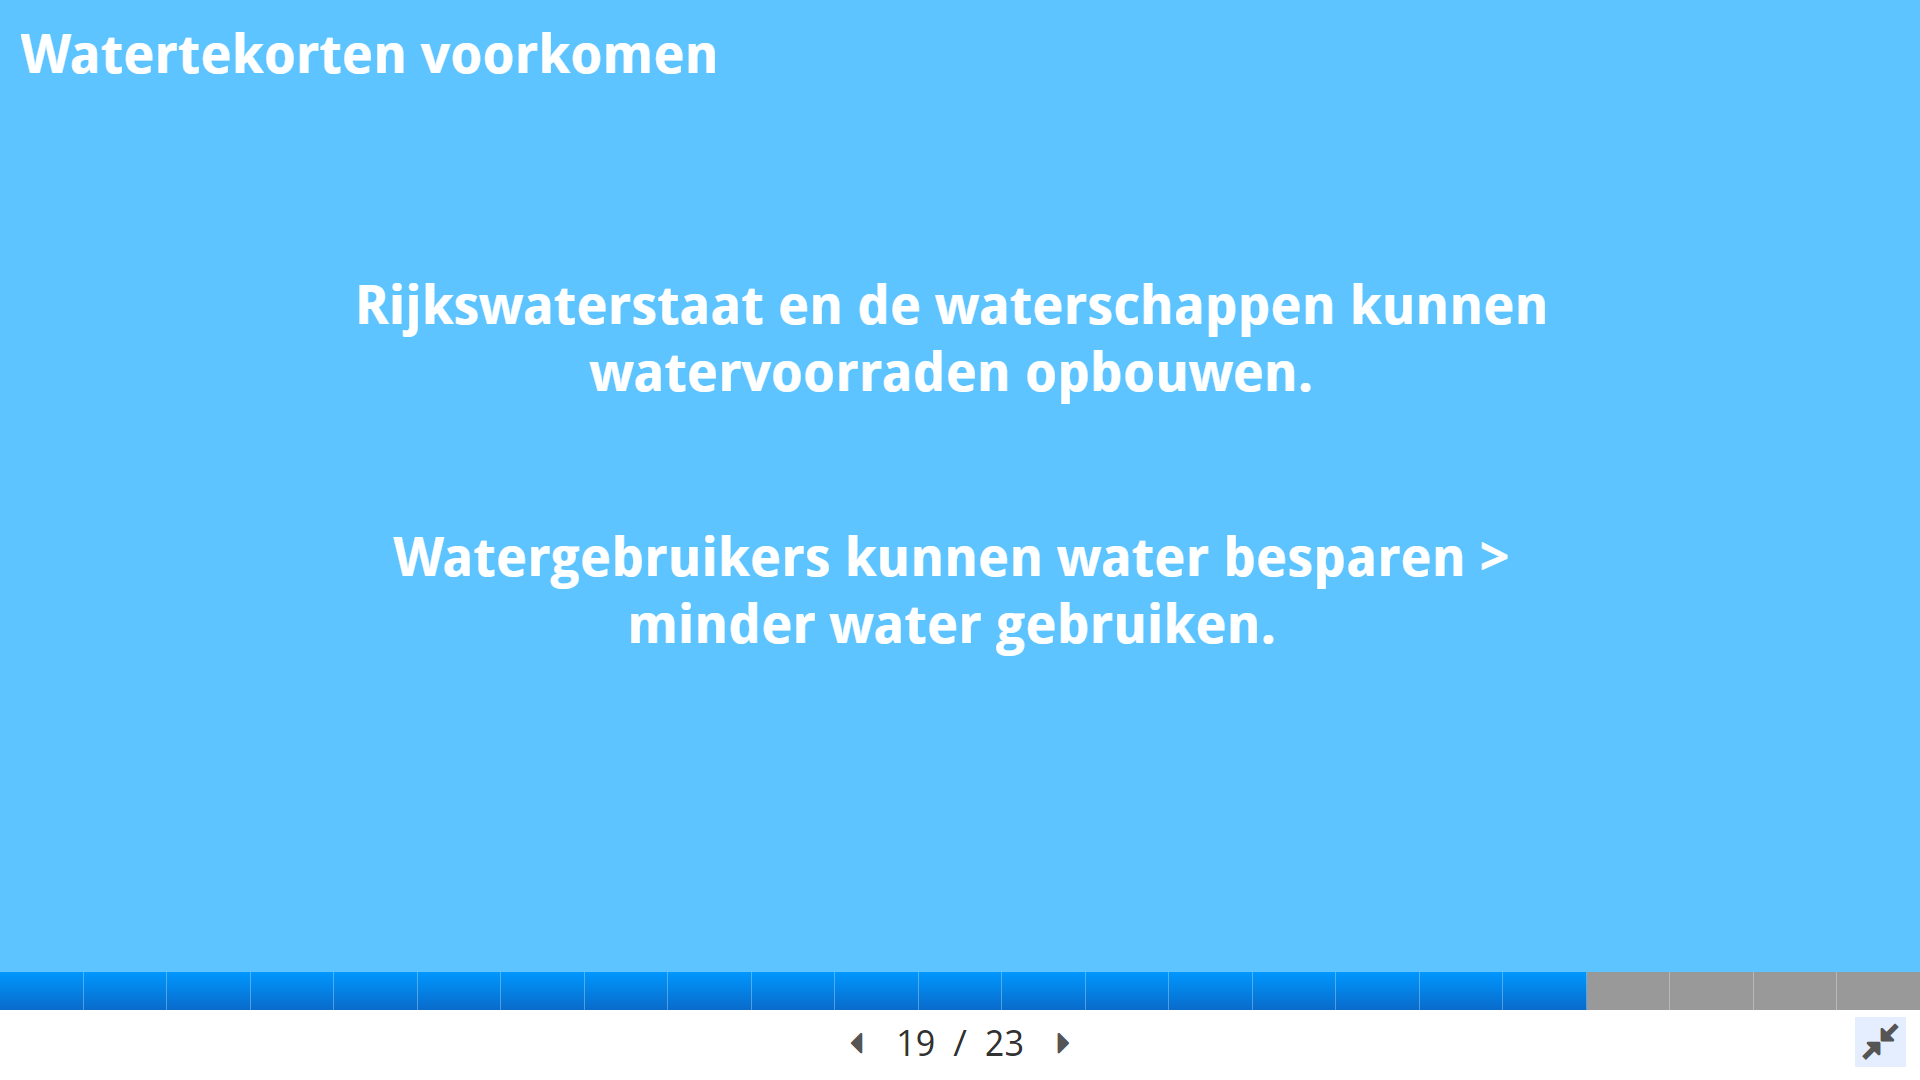 Watertekorten voorkomen
Rijkswaterstaat en de waterschappen kunnen
watervoorraden opbouwen.
Watergebruikers kunnen water besparen >
minder water gebruiken.
19 / 23